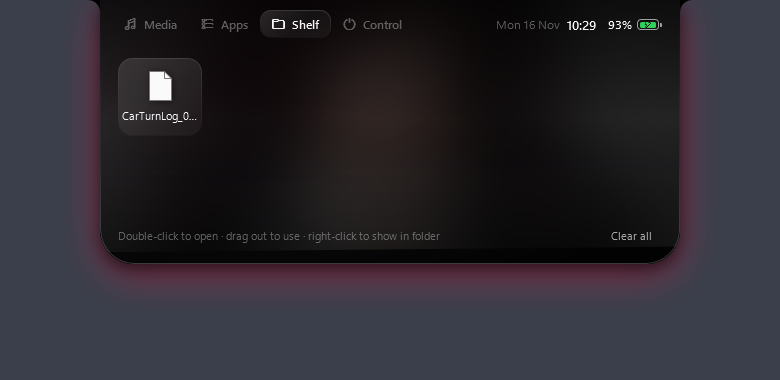 Media Apps Shelf Control Mon 16 Nov 10:29 93%
CarTurnLog_0...
Double-click to open · drag out to use · right-click to show in folder Clear all